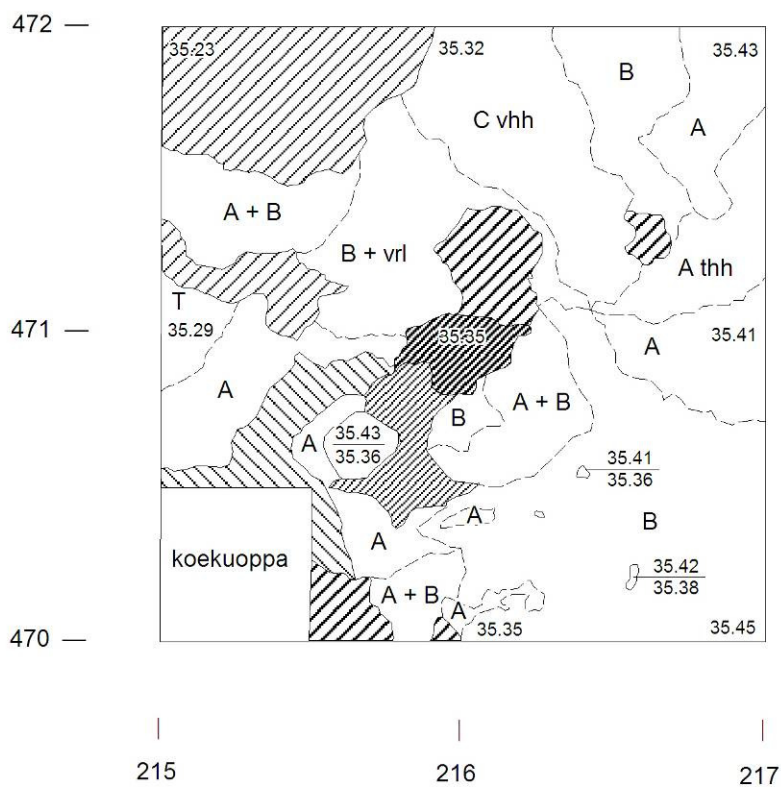 472 —
35.23
35.32
35.43
B
C vhh
A
A + B
B + vrl
A thh
T
471 —
35.29
35.35
35.41
A
A
A + B
B
A
35.43
35.36
35.41
35.36
A
B
A
koekuoppa
35.42
35.38
A + B
A
470 —
35.35
35.45
215
216
217